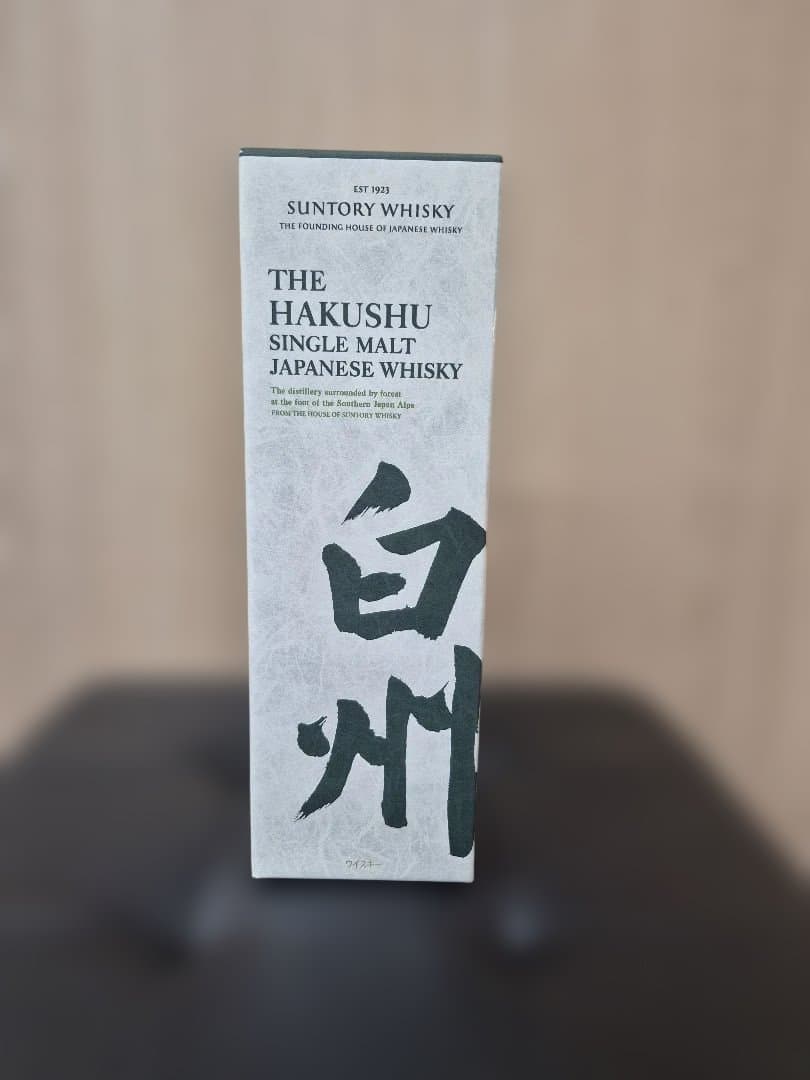 EST 1923
SUNTORY WHISKY
THE FOUNDING HOUSE OF JAPANESE WHISKY
THE
HAKUSHU
SINGLE MALT
JAPANESE WHISKY
The distillery surrounded by forest
at the foot of the Southern Japan Alps
FROM THE HOUSE OF SUNTORY WHISKY
白
州
ウイスキー